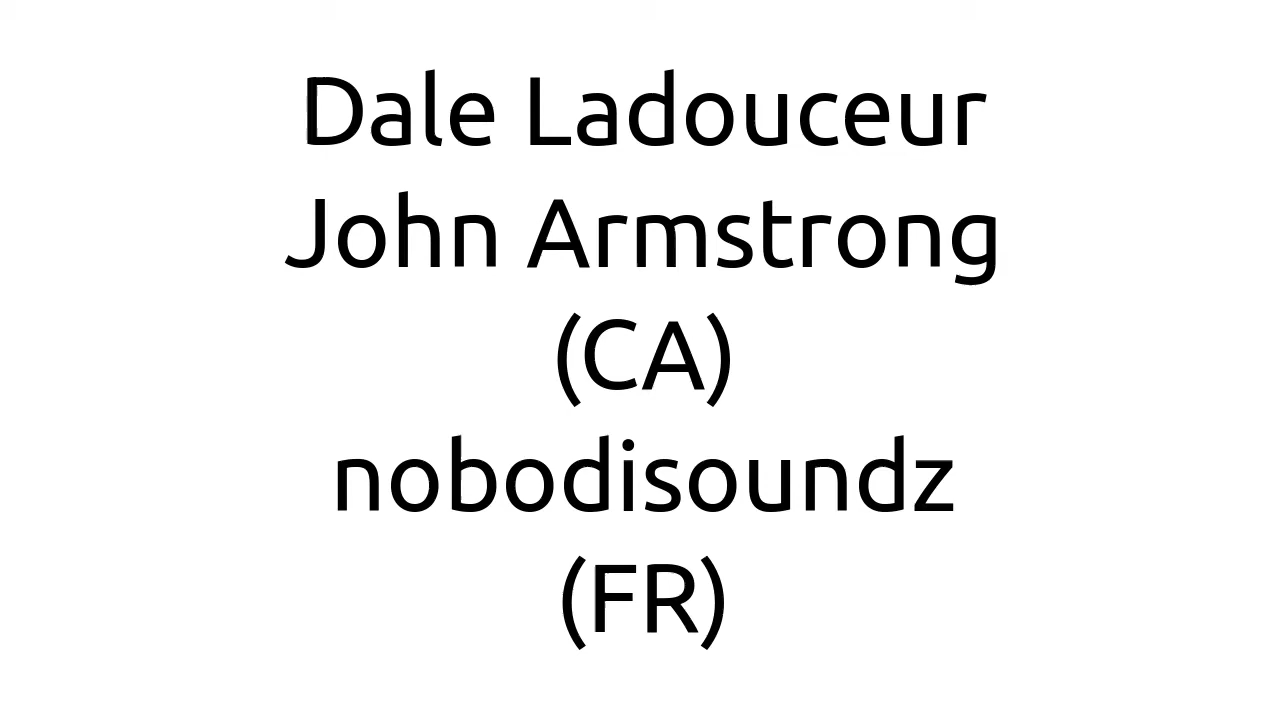 Dale Ladouceur
John Armstrong
(CA)
nobodisoundz
(FR)